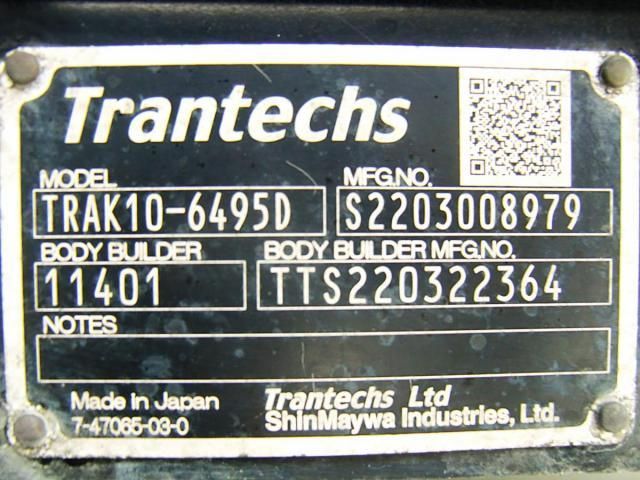 Trantechs
MODEL MFG.NO.
TRAK10-6495D S2203008979
BODY BUILDER BODY BUILDER MFG.NO.
11401 TTS220322364
NOTES
Made in Japan Trantechs Ltd
7-47065-03-0 ShinMaywa Industries, Ltd.